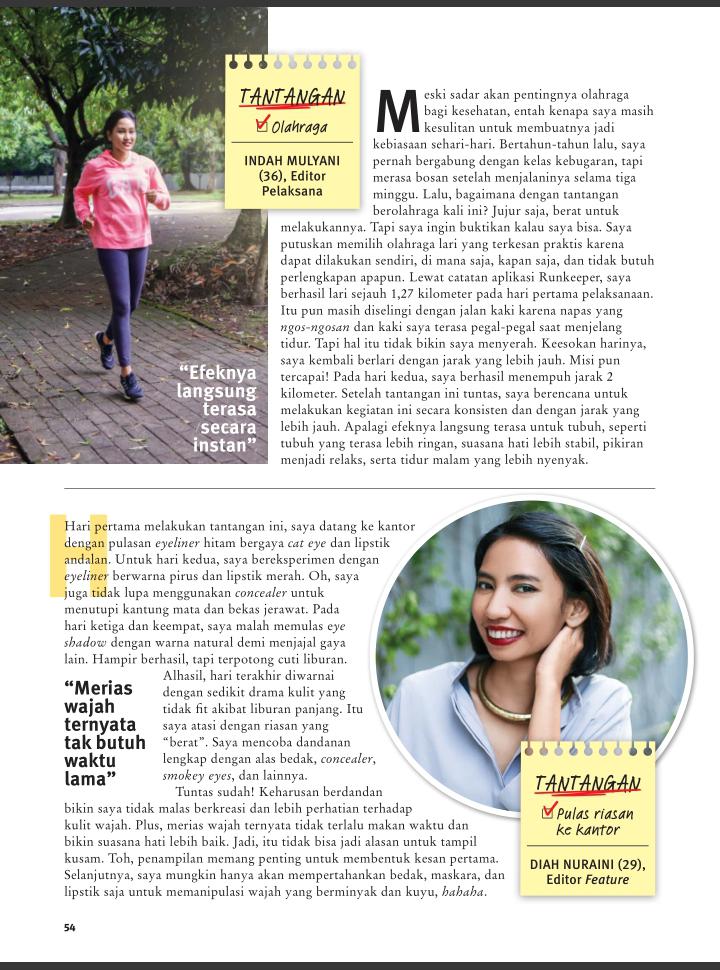 TANTANGAN
Olahraga
INDAH MULYANI
(36), Editor
Pelaksana
Meski sadar akan pentingnya olahraga
bagi kesehatan, entah kenapa saya masih
kesulitan untuk membuatnya jadi
kebiasaan sehari-hari. Bertahun-tahun lalu, saya
pernah bergabung dengan kelas kebugaran, tapi
merasa bosan setelah menjalaninya selama tiga
minggu. Lalu, bagaimana dengan tantangan
berolahraga kali ini? Jujur saja, berat untuk
melakukannya. Tapi saya ingin buktikan kalau saya bisa. Saya
putuskan memilih olahraga lari yang terkesan praktis karena
dapat dilakukan sendiri, di mana saja, kapan saja, dan tidak butuh
perlengkapan apapun. Lewat catatan aplikasi Runkeeper, saya
berhasil lari sejauh 1,27 kilometer pada hari pertama pelaksanaan.
Itu pun masih diselingi dengan jalan kaki karena napas yang
ngos-ngosan dan kaki saya terasa pegal-pegal saat menjelang
tidur. Tapi hal itu tidak bikin saya menyerah. Keesokan harinya,
saya kembali berlari dengan jarak yang lebih jauh. Misi pun
tercapai! Pada hari kedua, saya berhasil menempuh jarak 2
kilometer. Setelah tantangan ini tuntas, saya berencana untuk
melakukan kegiatan ini secara konsisten dan dengan jarak yang
lebih jauh. Apalagi efeknya langsung terasa untuk tubuh, seperti
tubuh yang terasa lebih ringan, suasana hati lebih stabil, pikiran
menjadi relaks, serta tidur malam yang lebih nyenyak.
“Efeknya
langsung
terasa
secara
instan”
H
Hari pertama melakukan tantangan ini, saya datang ke kantor
dengan pulasan eyeliner hitam bergaya cat eye dan lipstik
andalan. Untuk hari kedua, saya bereksperimen dengan
eyeliner berwarna pirus dan lipstik merah. Oh, saya
juga tidak lupa menggunakan concealer untuk
menutupi kantung mata dan bekas jerawat. Pada
hari ketiga dan keempat, saya malah memulas eye
shadow dengan warna natural demi menjajal gaya
lain. Hampir berhasil, tapi terpotong cuti liburan.
Alhasil, hari terakhir diwarnai
dengan sedikit drama kulit yang
tidak fit akibat liburan panjang. Itu
saya atasi dengan riasan yang
“berat”. Saya mencoba dandanan
lengkap dengan alas bedak, concealer,
smokey eyes, dan lainnya.
Tuntas sudah! Keharusan berdandan
bikin saya tidak malas berkreasi dan lebih perhatian terhadap
kulit wajah. Plus, merias wajah ternyata tidak terlalu makan waktu dan
bikin suasana hati lebih baik. Jadi, itu tidak bisa jadi alasan untuk tampil
kusam. Toh, penampilan memang penting untuk membentuk kesan pertama.
Selanjutnya, saya mungkin hanya akan mempertahankan bedak, maskara, dan
lipstik saja untuk memanipulasi wajah yang berminyak dan kuyu, hahaha.
“Merias
wajah
ternyata
tak butuh
waktu
lama”
TANTANGAN
Pulas riasan
ke kantor
DIAH NURAINI (29),
Editor Feature
54